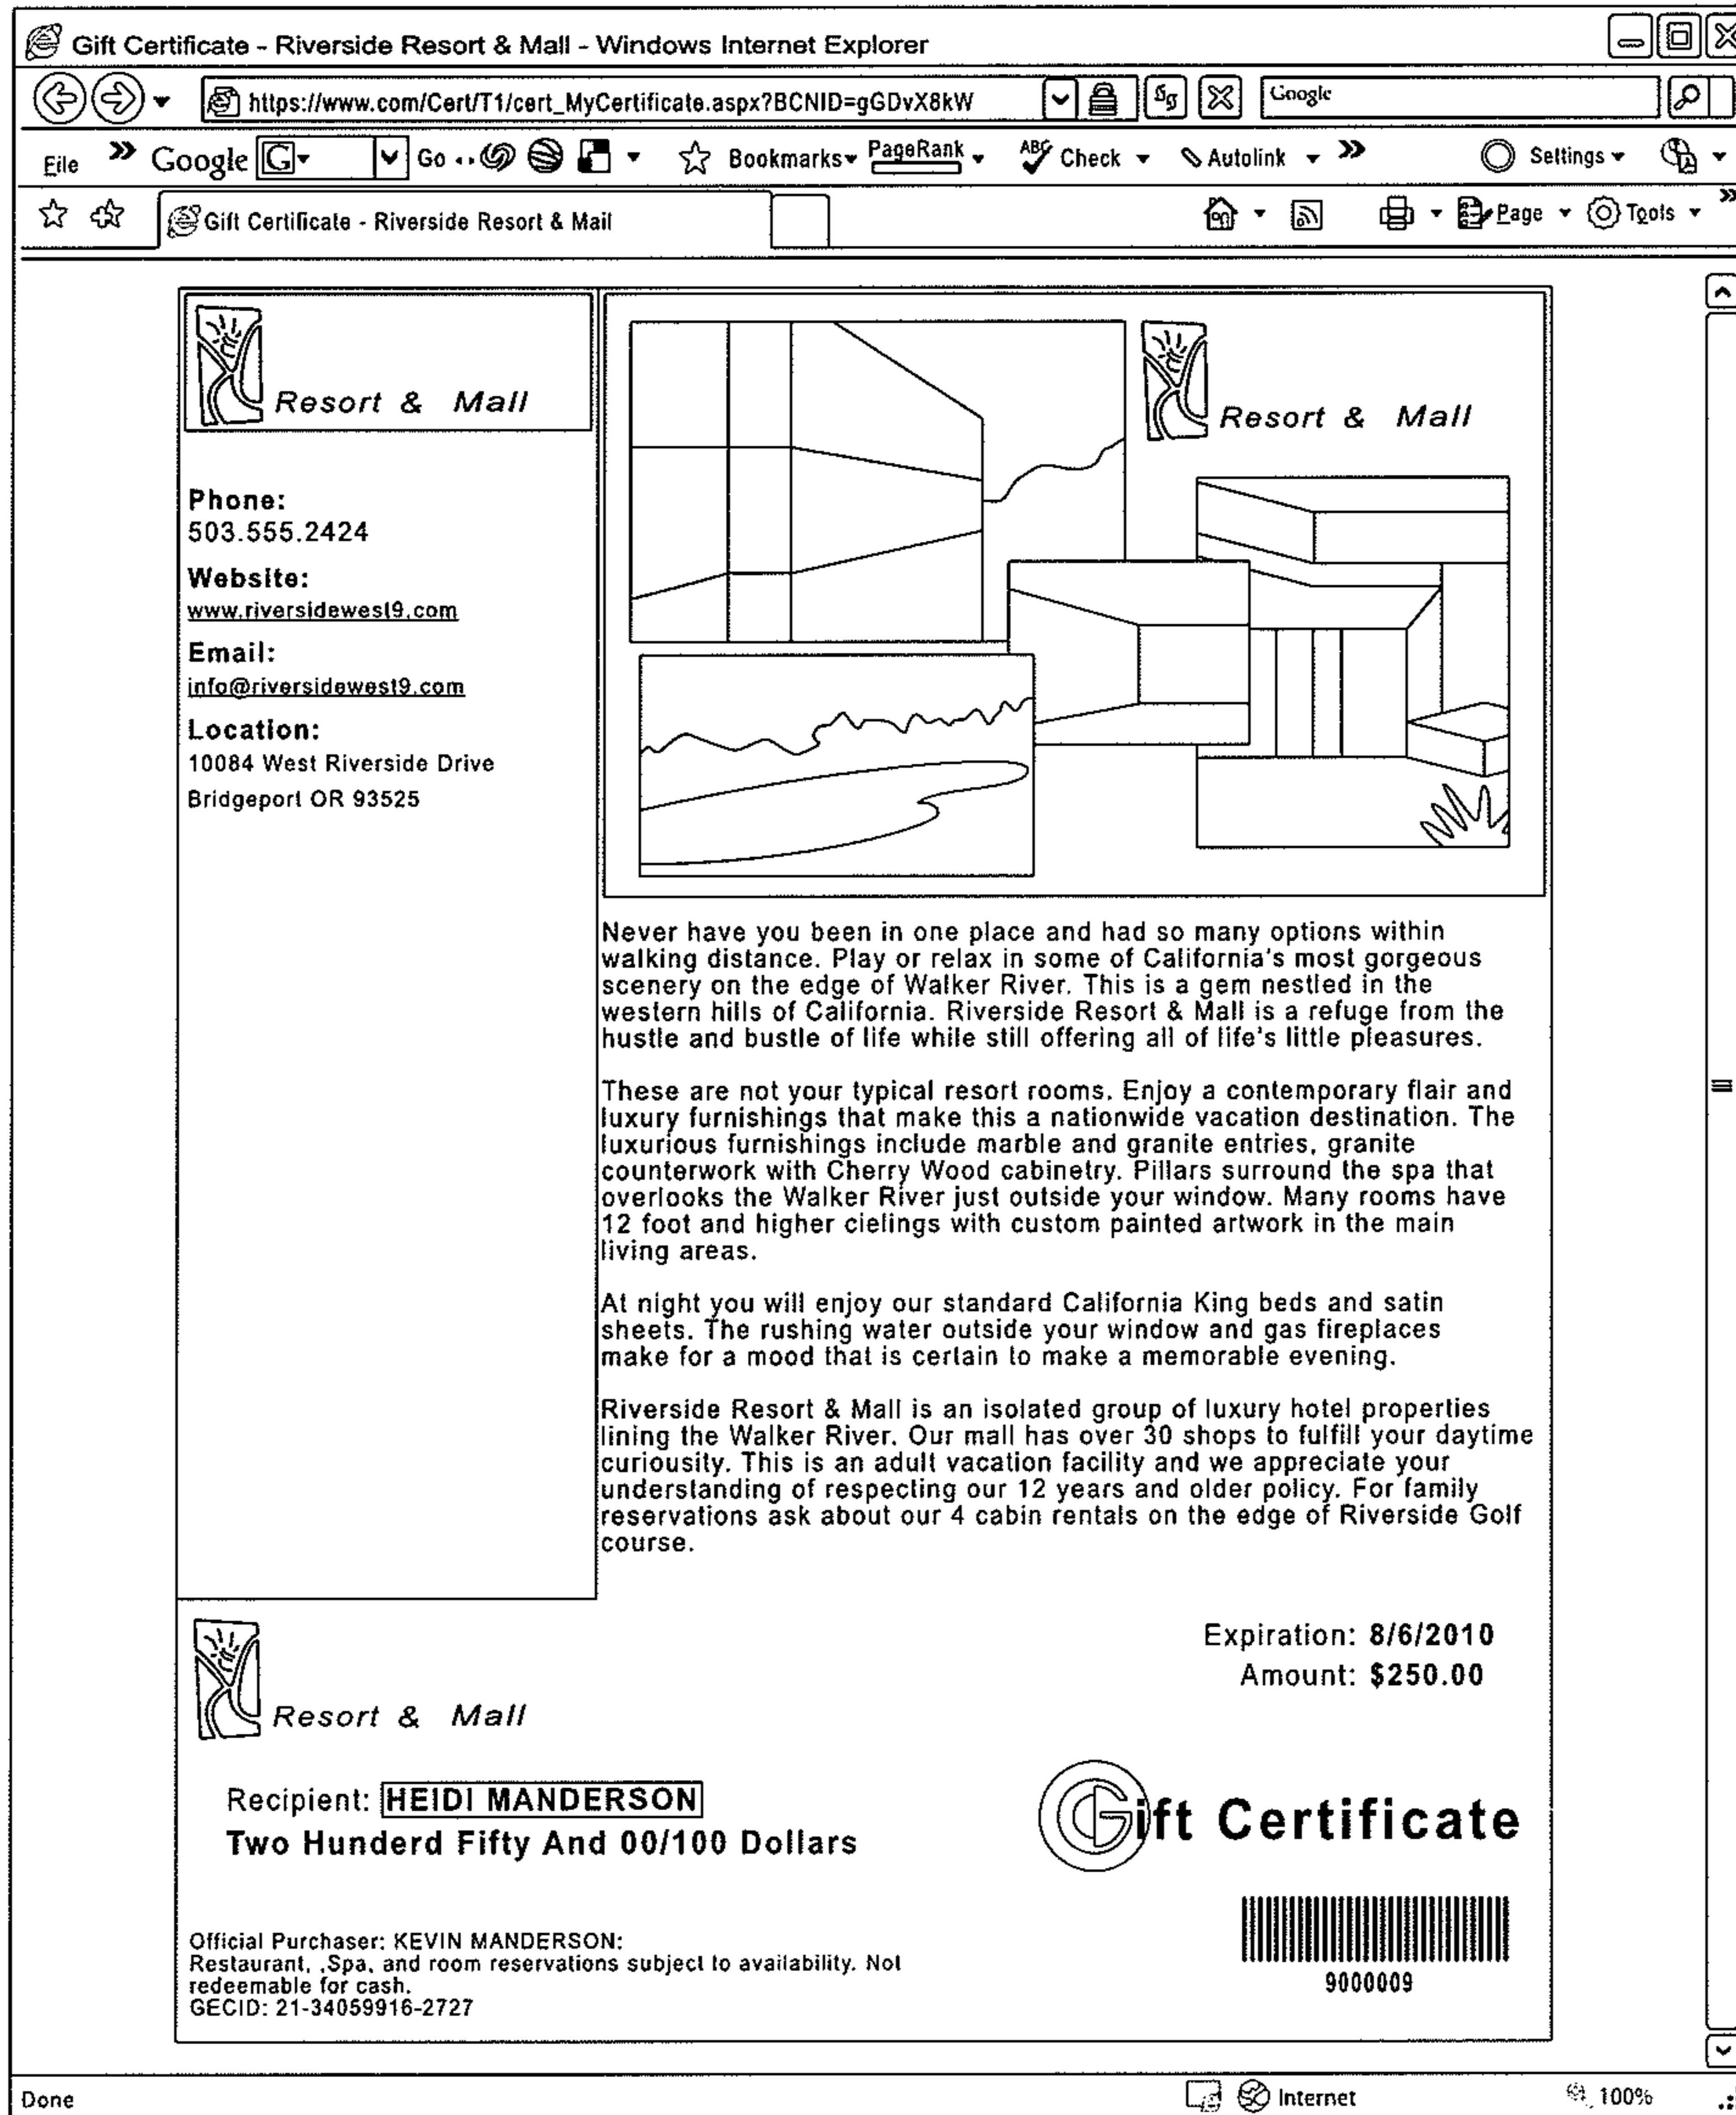 Gift Certificate - Riverside Resort & Mall - Windows Internet Explorer
https://www.com/Cert/T1/cert_MyCertificate.aspx?BCNID=gGDvX8kW
Google
File » Google G Go Bookmarks PageRank ABC Check Autolink » Settings
Gift Certificate - Riverside Resort & Mail
Page Tools »
Resort & Mall
Phone:
503.555.2424
Website:
www.riversidewest9.com
Email:
info@riversidewest9.com
Location:
10084 West Riverside Drive
Bridgeport OR 93525
Resort & Mall
Never have you been in one place and had so many options within
walking distance. Play or relax in some of California's most gorgeous
scenery on the edge of Walker River. This is a gem nestled in the
western hills of California. Riverside Resort & Mall is a refuge from the
hustle and bustle of life while still offering all of life's little pleasures.
These are not your typical resort rooms. Enjoy a contemporary flair and
luxury furnishings that make this a nationwide vacation destination. The
luxurious furnishings include marble and granite entries, granite
counterwork with Cherry Wood cabinetry. Pillars surround the spa that
overlooks the Walker River just outside your window. Many rooms have
12 foot and higher cielings with custom painted artwork in the main
living areas.
At night you will enjoy our standard California King beds and satin
sheets. The rushing water outside your window and gas fireplaces
make for a mood that is certain to make a memorable evening.
Riverside Resort & Mall is an isolated group of luxury hotel properties
lining the Walker River. Our mall has over 30 shops to fulfill your daytime
curiousity. This is an adult vacation facility and we appreciate your
understanding of respecting our 12 years and older policy. For family
reservations ask about our 4 cabin rentals on the edge of Riverside Golf
course.
Resort & Mall
Expiration: 8/6/2010
Amount: $250.00
Recipient: HEIDI MANDERSON
Two Hunderd Fifty And 00/100 Dollars
Gift Certificate
Official Purchaser: KEVIN MANDERSON:
Restaurant, ,Spa, and room reservations subject to availability. Not
redeemable for cash.
GECID: 21-34059916-2727
9000009
Done
Internet
100%